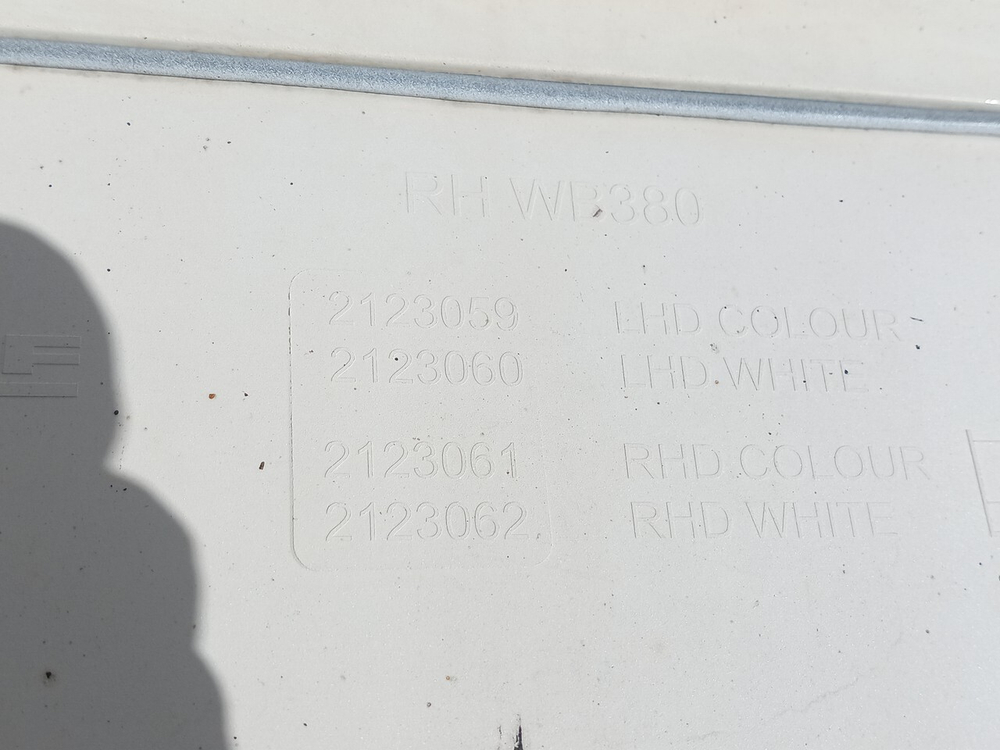 RH WB380
2123059 LHD COLOUR
2123060 LHD WHITE
2123061 RHD COLOUR
2123062 RHD WHITE